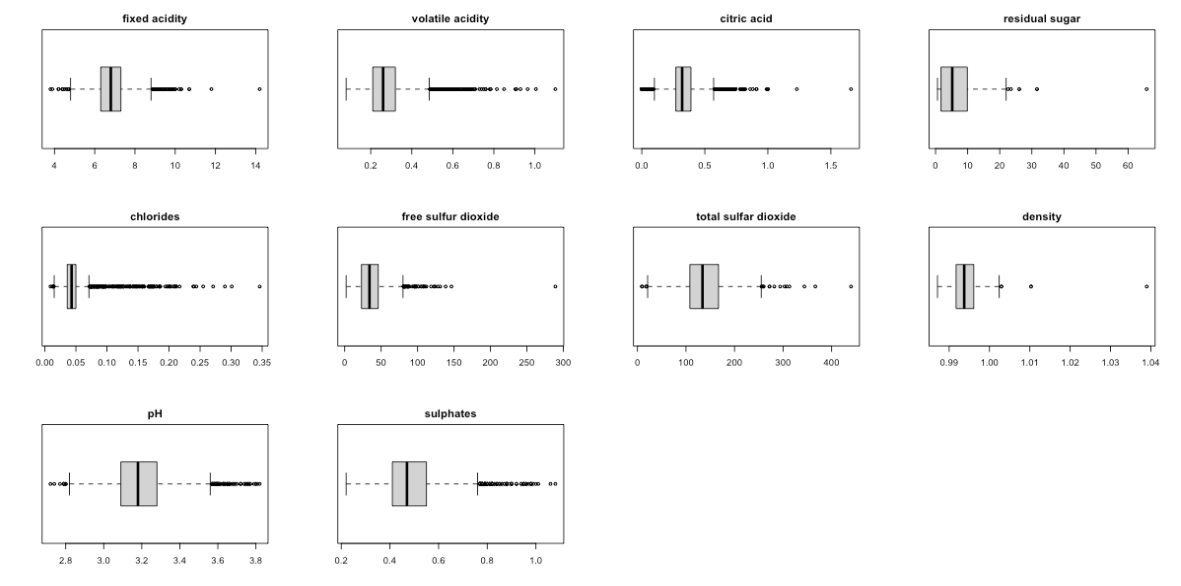 fixed acidity
volatile acidity
citric acid
residual sugar
4 6 8 10 12 14
0.2 0.4 0.6 0.8 1.0
0.0 0.5 1.0 1.5
0 10 20 30 40 50 60
chlorides
free sulfur dioxide
total sulfar dioxide
density
0.00 0.05 0.10 0.15 0.20 0.25 0.30 0.35
0 50 100 150 200 250 300
0 100 200 300 400
0.99 1.00 1.01 1.02 1.03 1.04
pH
sulphates
2.8 3.0 3.2 3.4 3.6 3.8
0.2 0.4 0.6 0.8 1.0